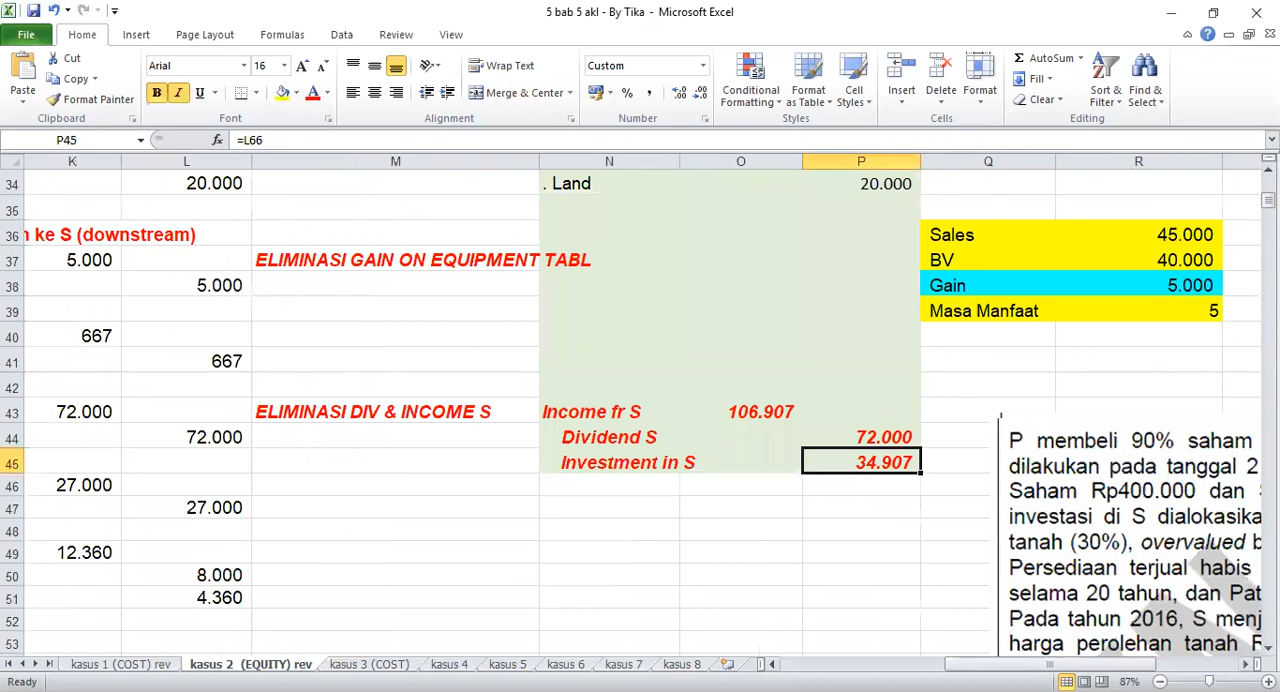 5 bab 5 akl - By Tika - Microsoft Excel
File Home Insert Page Layout Formulas Data Review View
Paste Cut Copy Format Painter Clipboard
Arial 16 A A B I U A Font
Wrap Text Merge & Center Alignment
Custom % , Number
Conditional Formatting Format as Table Cell Styles Styles
Insert Delete Format Cells
Σ AutoSum Fill Clear Sort & Filter Find & Select Editing
P45 fx =L66
K L M N O P Q R
34 20.000 . Land 20.000
35
36 n ke S (downstream) Sales 45.000
37 5.000 ELIMINASI GAIN ON EQUIPMENT TABL BV 40.000
38 5.000 Gain 5.000
39 Masa Manfaat 5
40 667
41 667
42
43 72.000 ELIMINASI DIV & INCOME S Income fr S 106.907
44 72.000 Dividend S 72.000
45 Investment in S 34.907
46 27.000
47 27.000
48
49 12.360
50 8.000
51 4.360
52
53
P membeli 90% saham
dilakukan pada tanggal 2
Saham Rp400.000 dan
investasi di S dialokasika
tanah (30%), overvalued b
Persediaan terjual habis
selama 20 tahun, dan Pat
Pada tahun 2016, S menj
harga perolehan tanah R
kasus 1 (COST) rev kasus 2 (EQUITY) rev kasus 3 (COST) kasus 4 kasus 5 kasus 6 kasus 7 kasus 8
Ready 87%